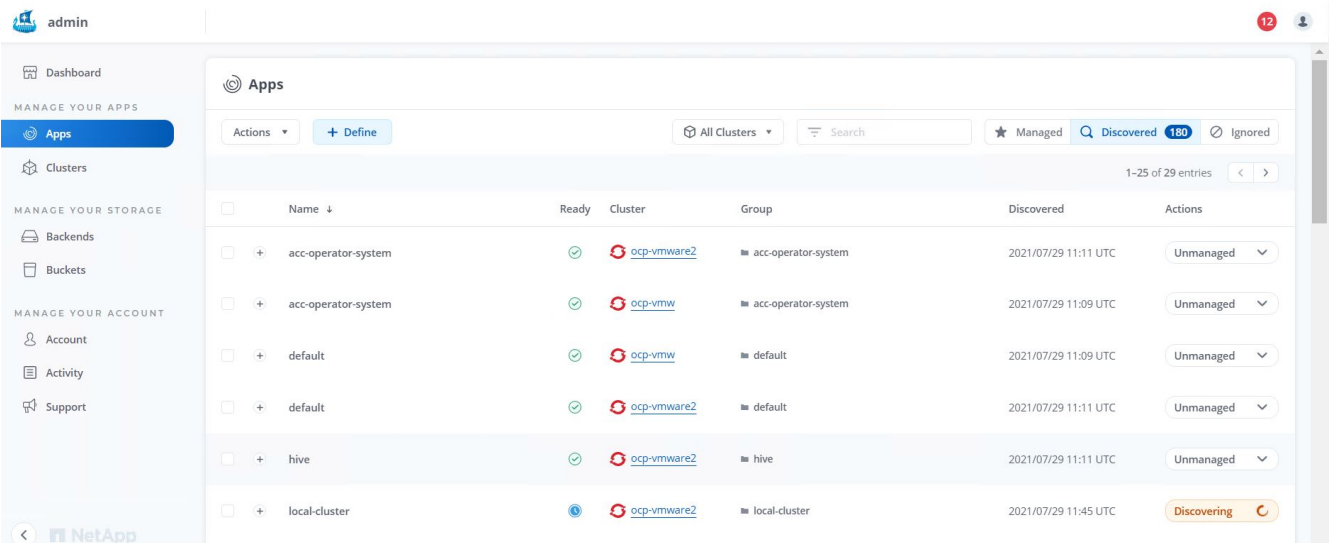 admin
12
Dashboard
MANAGE YOUR APPS
Apps
Clusters
MANAGE YOUR STORAGE
Backends
Buckets
MANAGE YOUR ACCOUNT
Account
Activity
Support
NetApp
Apps
Actions + Define All Clusters Search Managed Discovered 180 Ignored
1–25 of 29 entries < >
Name ↓ Ready Cluster Group Discovered Actions
+ acc-operator-system ocp-vmware2 acc-operator-system 2021/07/29 11:11 UTC Unmanaged
+ acc-operator-system ocp-vmw acc-operator-system 2021/07/29 11:09 UTC Unmanaged
+ default ocp-vmw default 2021/07/29 11:09 UTC Unmanaged
+ default ocp-vmware2 default 2021/07/29 11:11 UTC Unmanaged
+ hive ocp-vmware2 hive 2021/07/29 11:11 UTC Unmanaged
+ local-cluster ocp-vmware2 local-cluster 2021/07/29 11:45 UTC Discovering